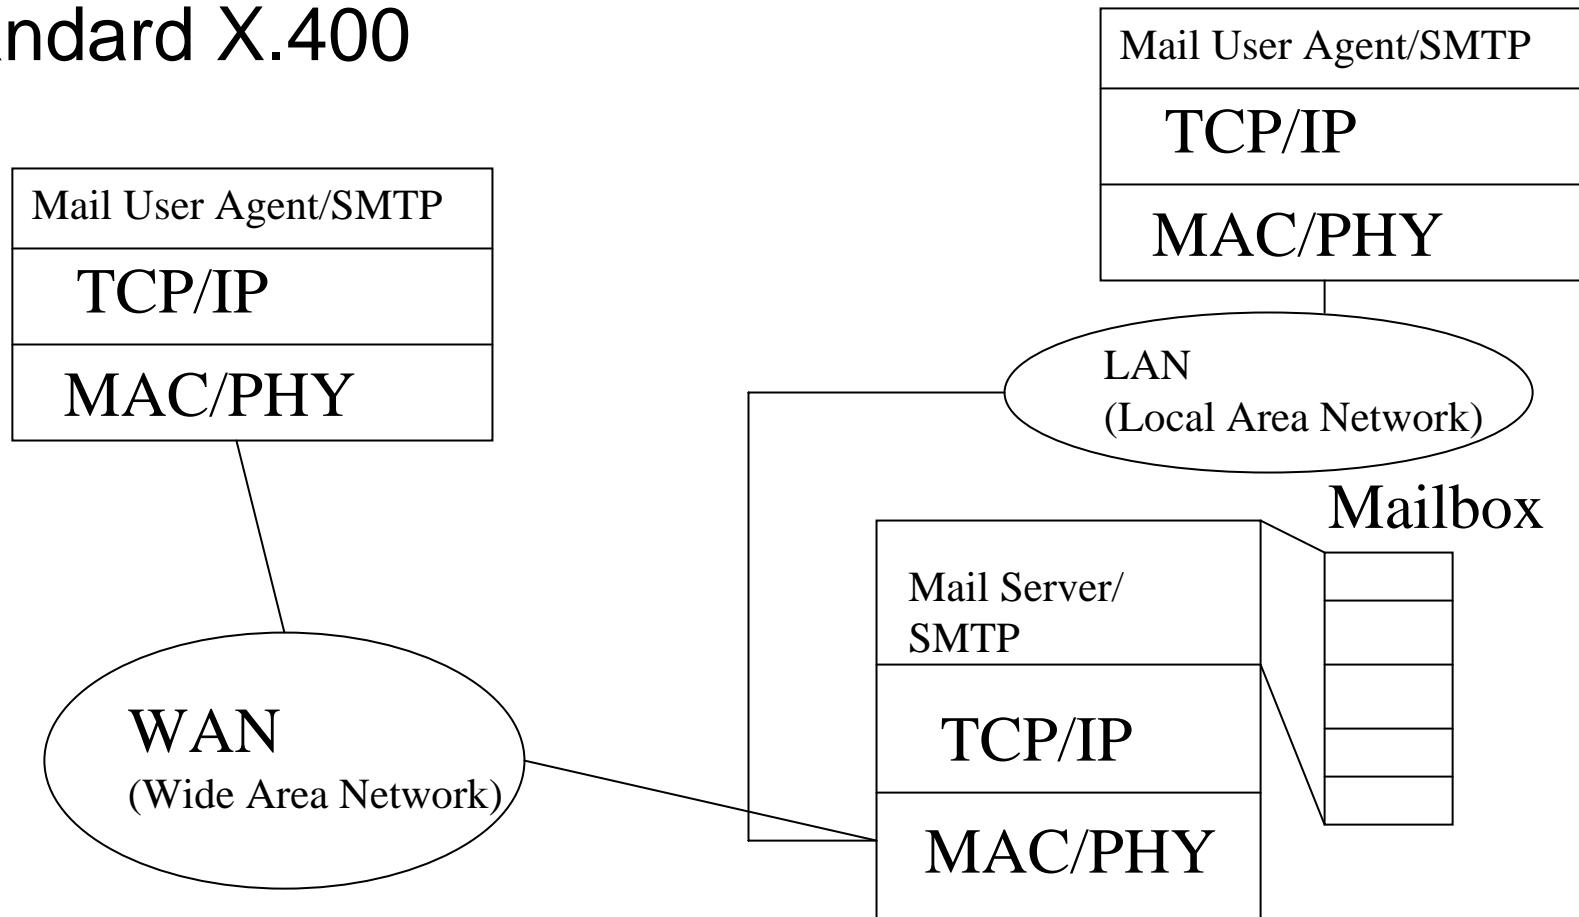 ndard X.400
Mail User Agent/SMTP
TCP/IP
MAC/PHY
Mail User Agent/SMTP
TCP/IP
MAC/PHY
LAN
(Local Area Network)
Mailbox
Mail Server/
SMTP
TCP/IP
MAC/PHY
WAN
(Wide Area Network)